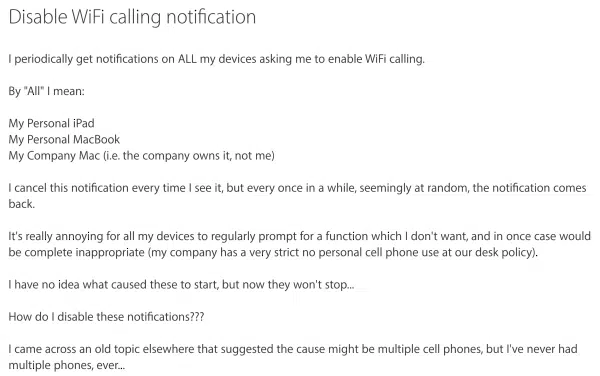 Disable WiFi calling notification
I periodically get notifications on ALL my devices asking me to enable WiFi calling.
By "All" I mean:
My Personal iPad
My Personal MacBook
My Company Mac (i.e. the company owns it, not me)
I cancel this notification every time I see it, but every once in a while, seemingly at random, the notification comes
back.
It's really annoying for all my devices to regularly prompt for a function which I don't want, and in once case would
be complete inappropriate (my company has a very strict no personal cell phone use at our desk policy).
I have no idea what caused these to start, but now they won't stop...
How do I disable these notifications???
I came across an old topic elsewhere that suggested the cause might be multiple cell phones, but I've never had
multiple phones, ever...